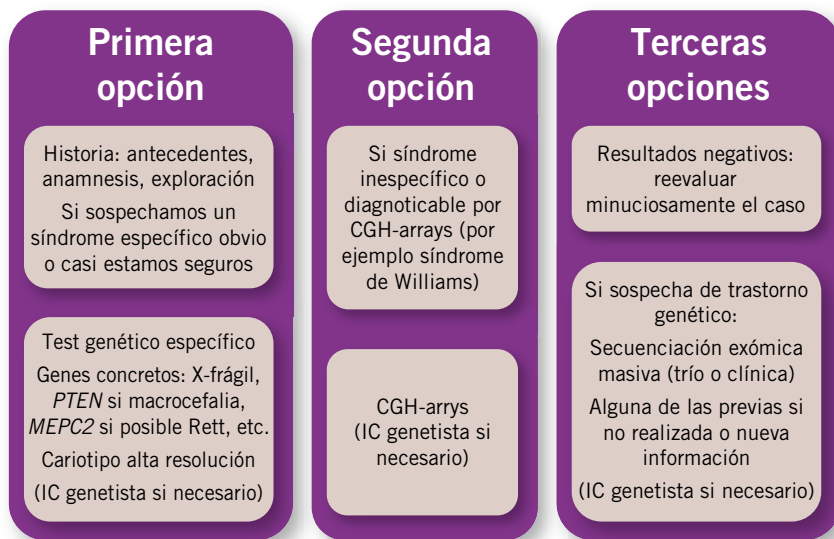 Primera
opción
Historia: antecedentes,
anamnesis, exploración
Si sospechamos un
síndrome específico obvio
o casi estamos seguros
Test genético específico
Genes concretos: X-frágil,
PTEN si macrocefalia,
MEPC2 si posible Rett, etc.
Cariotipo alta resolución
(IC genetista si necesario)
Segunda
opción
Si síndrome
inespecífico o
diagnoticable por
CGH-arrays (por
ejemplo síndrome
de Williams)
CGH-arrys
(IC genetista si
necesario)
Terceras
opciones
Resultados negativos:
reevaluar
minuciosamente el caso
Si sospecha de trastorno
genético:
Secuenciación exómica
masiva (trío o clínica)
Alguna de las previas si
no realizada o nueva
información
(IC genetista si necesario)